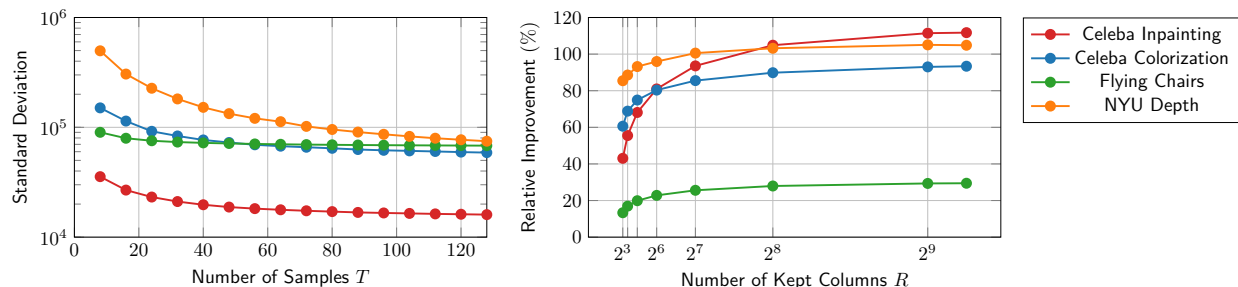 10^6
10^5
10^4
Standard Deviation
0 20 40 60 80 100 120
Number of Samples T
120
100
80
60
40
20
0
Relative Improvement (%)
2^3 2^6 2^7 2^8 2^9
Number of Kept Columns R
Celeba Inpainting
Celeba Colorization
Flying Chairs
NYU Depth